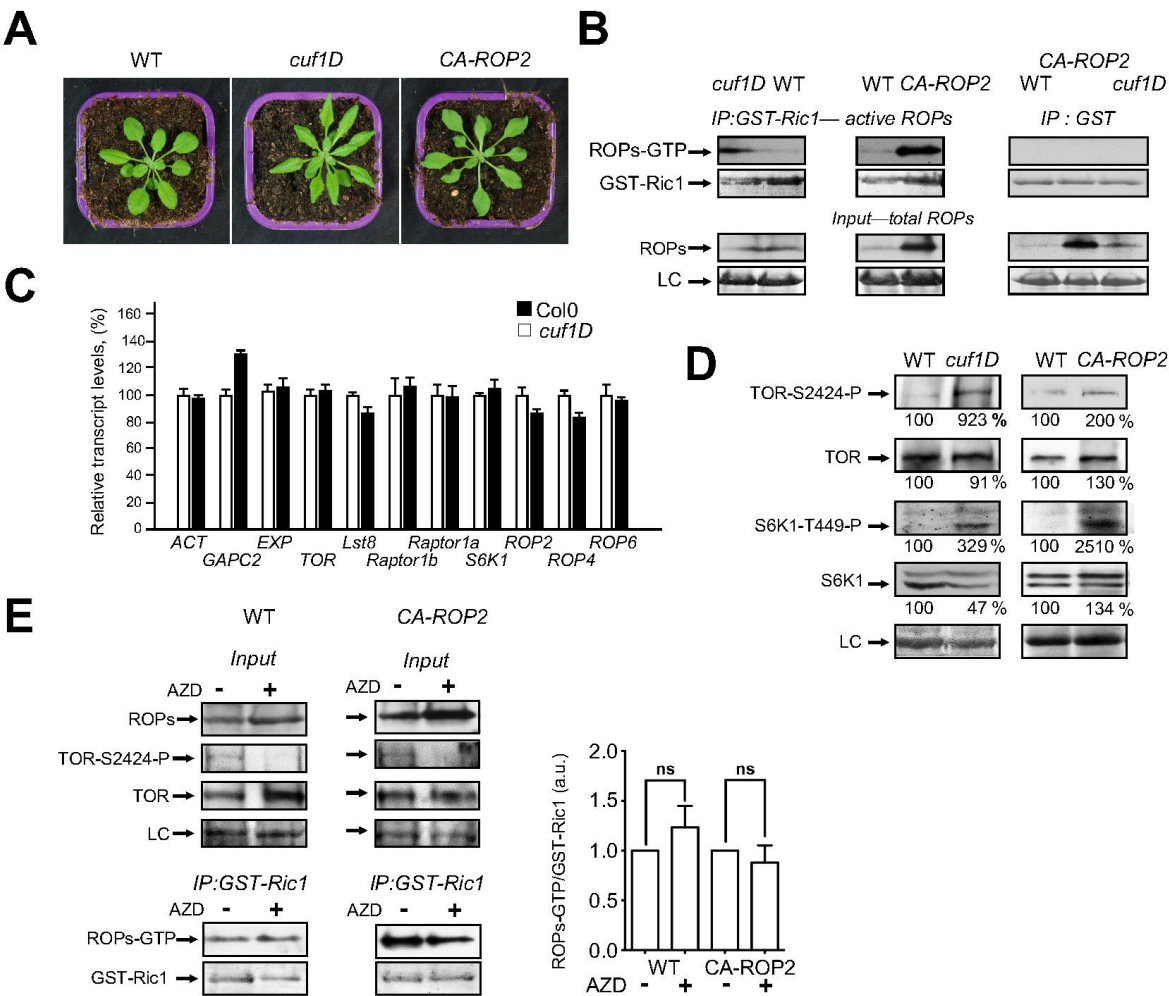 A
WT
cuf1D
CA-ROP2
B
cuf1D WT
WT CA-ROP2
CA-ROP2
WT
cuf1D
IP:GST-Ric1— active ROPs
IP : GST
ROPs-GTP
GST-Ric1
Input—total ROPs
ROPs
LC
C
Relative transcript levels, (%)
160
140
120
100
80
60
40
20
0
Col0
cuf1D
ACT
GAPC2
EXP
TOR
Lst8
Raptor1b
Raptor1a
S6K1
ROP2
ROP4
ROP6
D
WT cuf1D
WT CA-ROP2
TOR-S2424-P
100 923 %
100 200 %
TOR
100 91 %
100 130 %
S6K1-T449-P
100 329 %
100 2510 %
S6K1
100 47 %
100 134 %
LC
E
WT
CA-ROP2
Input
Input
AZD - +
AZD - +
ROPs
TOR-S2424-P
TOR
LC
IP:GST-Ric1
IP:GST-Ric1
AZD - +
AZD - +
ROPs-GTP
GST-Ric1
ROPs-GTP/GST-Ric1 (a.u.)
2.0
1.5
1.0
0.5
0.0
ns
ns
WT
CA-ROP2
AZD - + - +